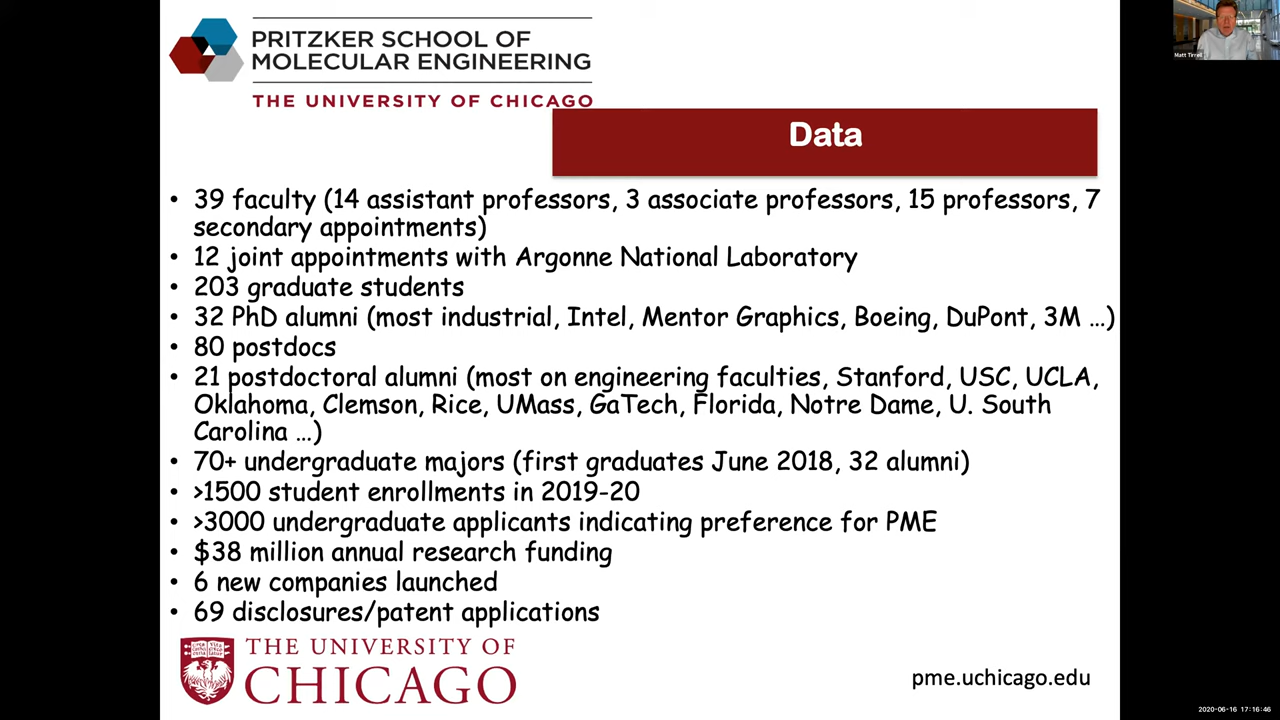 PRITZKER SCHOOL OF
MOLECULAR ENGINEERING
THE UNIVERSITY OF CHICAGO
Matt Tirrell
Data
• 39 faculty (14 assistant professors, 3 associate professors, 15 professors, 7
secondary appointments)
• 12 joint appointments with Argonne National Laboratory
• 203 graduate students
• 32 PhD alumni (most industrial, Intel, Mentor Graphics, Boeing, DuPont, 3M …)
• 80 postdocs
• 21 postdoctoral alumni (most on engineering faculties, Stanford, USC, UCLA,
Oklahoma, Clemson, Rice, UMass, GaTech, Florida, Notre Dame, U. South
Carolina …)
• 70+ undergraduate majors (first graduates June 2018, 32 alumni)
• >1500 student enrollments in 2019-20
• >3000 undergraduate applicants indicating preference for PME
• $38 million annual research funding
• 6 new companies launched
• 69 disclosures/patent applications
THE UNIVERSITY OF
CHICAGO
pme.uchicago.edu
2020-06-16 17:16:46